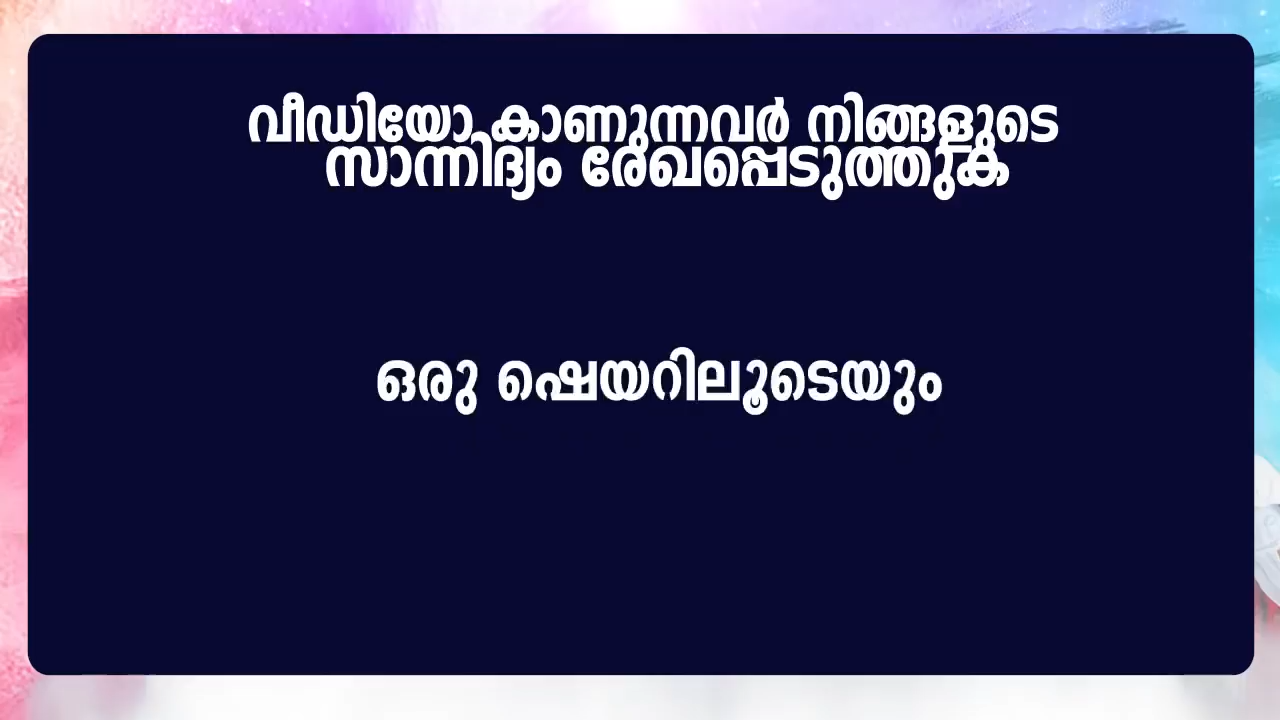 വീഡിയോ കാണുന്നവർ നിങ്ങളുടെ
സാന്നിദ്യം രേഖപ്പെടുത്തുക
ഒരു ഷെയറിലൂടെയും